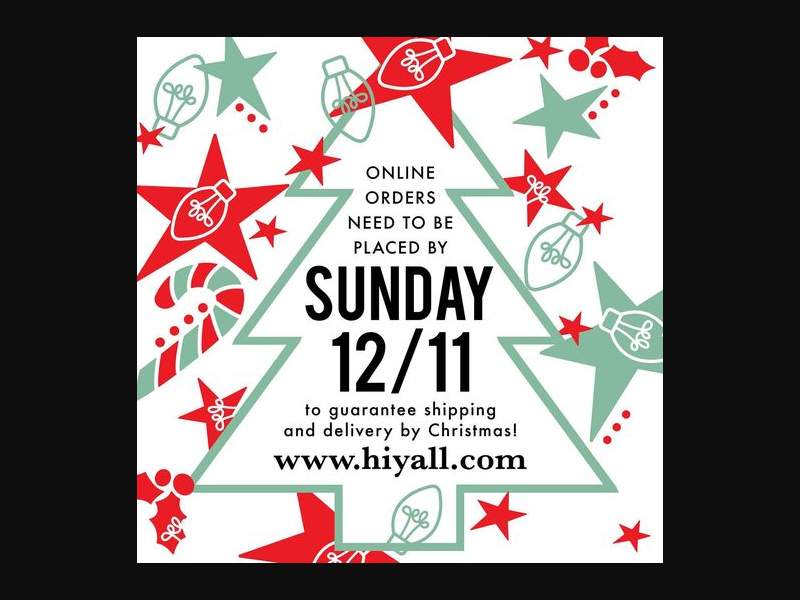 ONLINE
ORDERS
NEED TO BE
PLACED BY
SUNDAY
12/11
to guarantee shipping
and delivery by Christmas!
www.hiyall.com